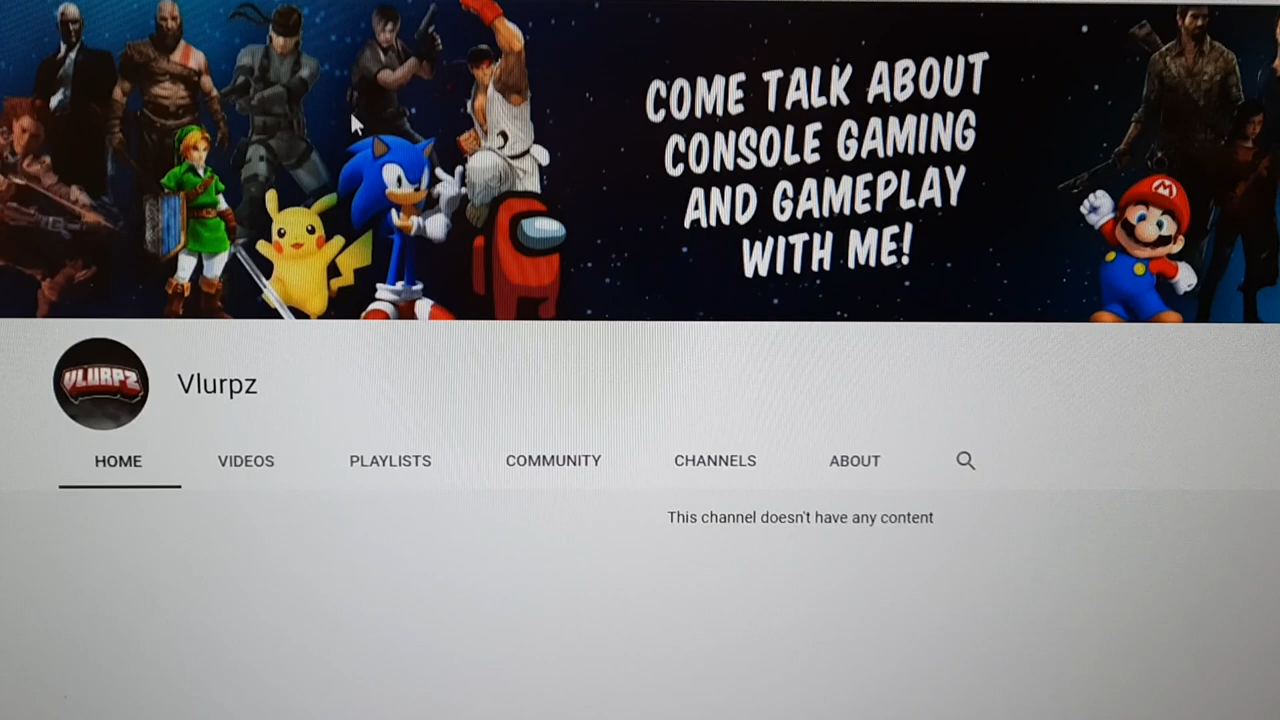 COME TALK ABOUT
CONSOLE GAMING
AND GAMEPLAY
WITH ME!
M
VLURPZ
Vlurpz
HOME VIDEOS PLAYLISTS COMMUNITY CHANNELS ABOUT
This channel doesn't have any content